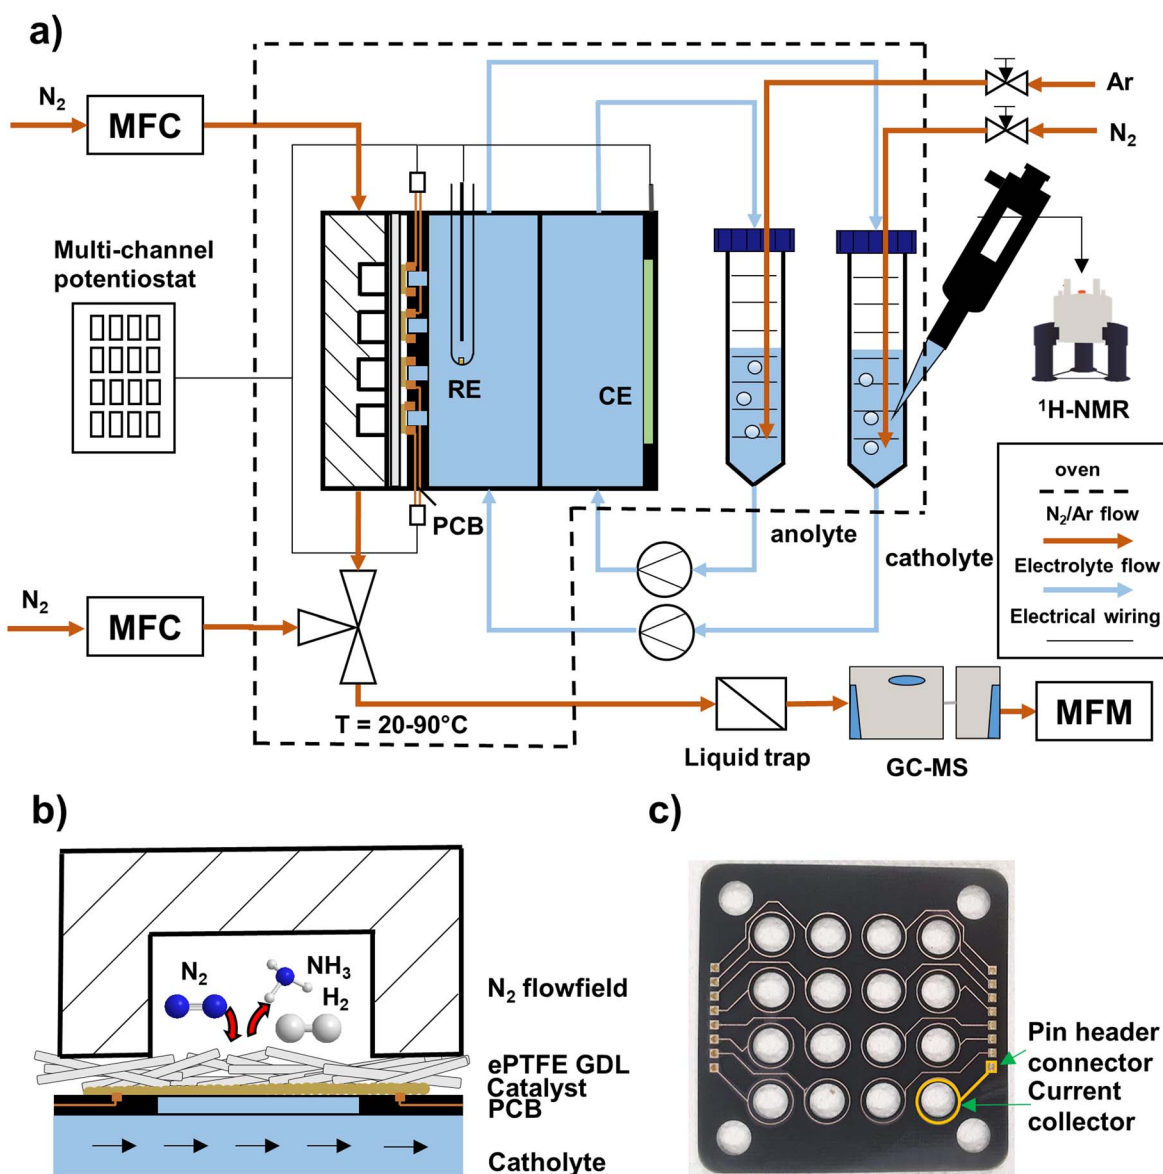 a)
N₂
MFC
Ar
N₂
Multi-channel
potentiostat
RE
CE
¹H-NMR
PCB
anolyte
catholyte
oven
N₂/Ar flow
Electrolyte flow
Electrical wiring
N₂
MFC
T = 20-90°C
Liquid trap
GC-MS
MFM
b)
N₂
NH₃
H₂
N₂ flowfield
ePTFE GDL
Catalyst
PCB
Catholyte
c)
Pin header
connector
Current
collector